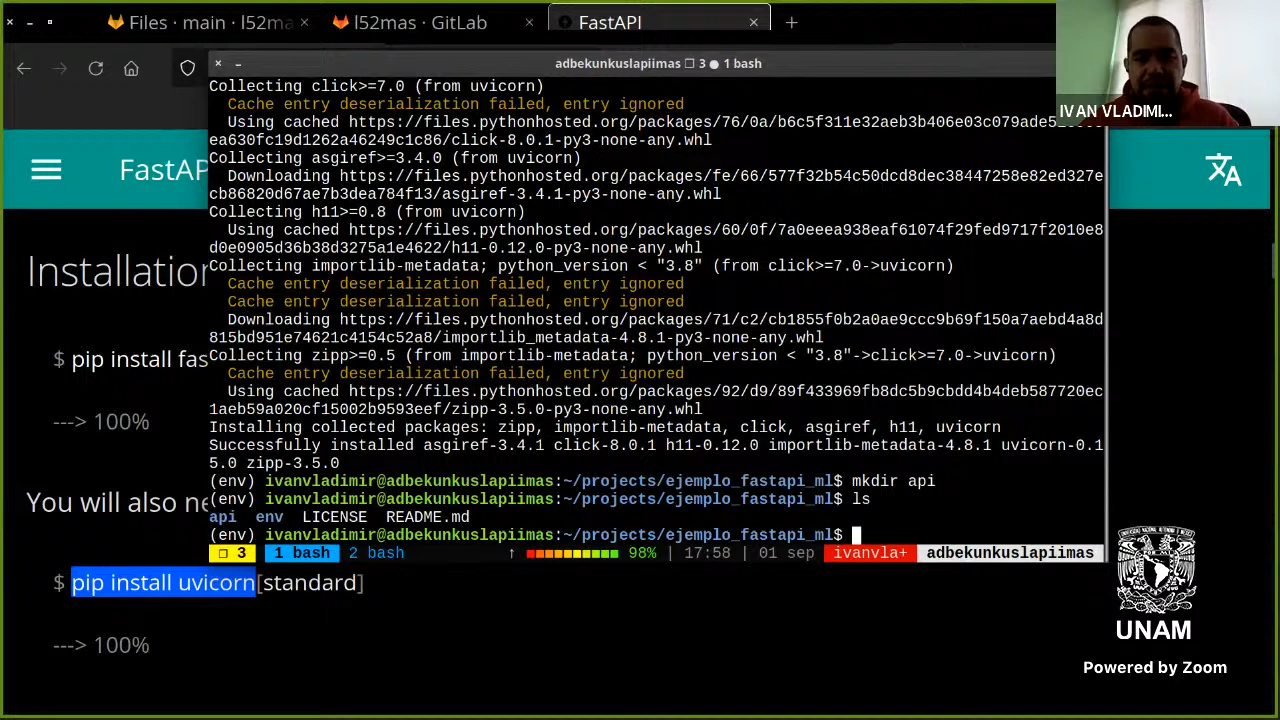 Files · main · l52ma
l52mas · GitLab
FastAPI
adbekunkuslapiimas ❐ 3 ● 1 bash
IVAN VLADIMI...
FastAP
Installation
$ pip install fas
---> 100%
You will also ne
$ pip install uvicorn[standard]
---> 100%
Collecting click>=7.0 (from uvicorn)
Cache entry deserialization failed, entry ignored
Using cached https://files.pythonhosted.org/packages/76/0a/b6c5f311e32aeb3b406e03c079ade5
ea630fc19d1262a46249c1c86/click-8.0.1-py3-none-any.whl
Collecting asgiref>=3.4.0 (from uvicorn)
Downloading https://files.pythonhosted.org/packages/fe/66/577f32b54c50dcd8dec38447258e82ed327e
cb86820d67ae7b3dea784f13/asgiref-3.4.1-py3-none-any.whl
Collecting h11>=0.8 (from uvicorn)
Using cached https://files.pythonhosted.org/packages/60/0f/7a0eeea938eaf61074f29fed9717f2010e8
d0e0905d36b38d3275a1e4622/h11-0.12.0-py3-none-any.whl
Collecting importlib-metadata; python_version < "3.8" (from click>=7.0->uvicorn)
Cache entry deserialization failed, entry ignored
Cache entry deserialization failed, entry ignored
Downloading https://files.pythonhosted.org/packages/71/c2/cb1855f0b2a0ae9ccc9b69f150a7aebd4a8d
815bd951e74621c4154c52a8/importlib_metadata-4.8.1-py3-none-any.whl
Collecting zipp>=0.5 (from importlib-metadata; python_version < "3.8"->click>=7.0->uvicorn)
Cache entry deserialization failed, entry ignored
Using cached https://files.pythonhosted.org/packages/92/d9/89f433969fb8dc5b9cbdd4b4deb587720ec
1aeb59a020cf15002b9593eef/zipp-3.5.0-py3-none-any.whl
Installing collected packages: zipp, importlib-metadata, click, asgiref, h11, uvicorn
Successfully installed asgiref-3.4.1 click-8.0.1 h11-0.12.0 importlib-metadata-4.8.1 uvicorn-0.1
5.0 zipp-3.5.0
(env) ivanvladimir@adbekunkuslapiimas:~/projects/ejemplo_fastapi_ml$ mkdir api
(env) ivanvladimir@adbekunkuslapiimas:~/projects/ejemplo_fastapi_ml$ ls
api env LICENSE README.md
(env) ivanvladimir@adbekunkuslapiimas:~/projects/ejemplo_fastapi_ml$
❐ 3 1 bash 2 bash ↑ 98% | 17:58 | 01 sep ivanvla+ adbekunkuslapiimas
UNAM
Powered by Zoom